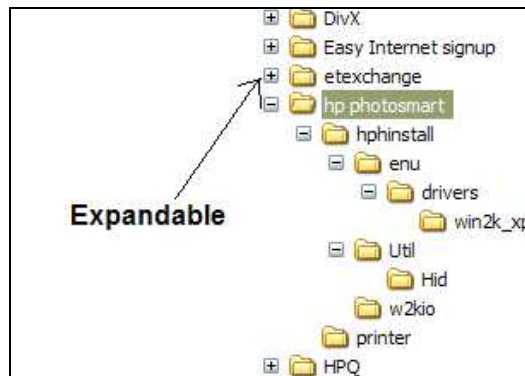 DivX
Easy Internet signup
etexchange
hp photosmart
hphinstall
enu
drivers
Expandable
win2k_xp
Util
Hid
w2kio
printer
HPQ